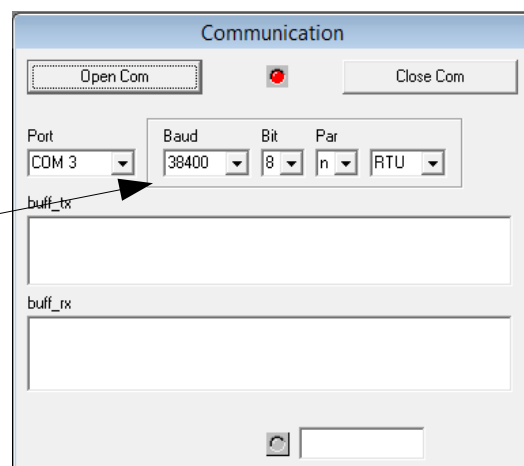 Communication
Open Com Close Com
Port Baud Bit Par
COM 3 38400 8 n RTU
buff_tx
buff_rx